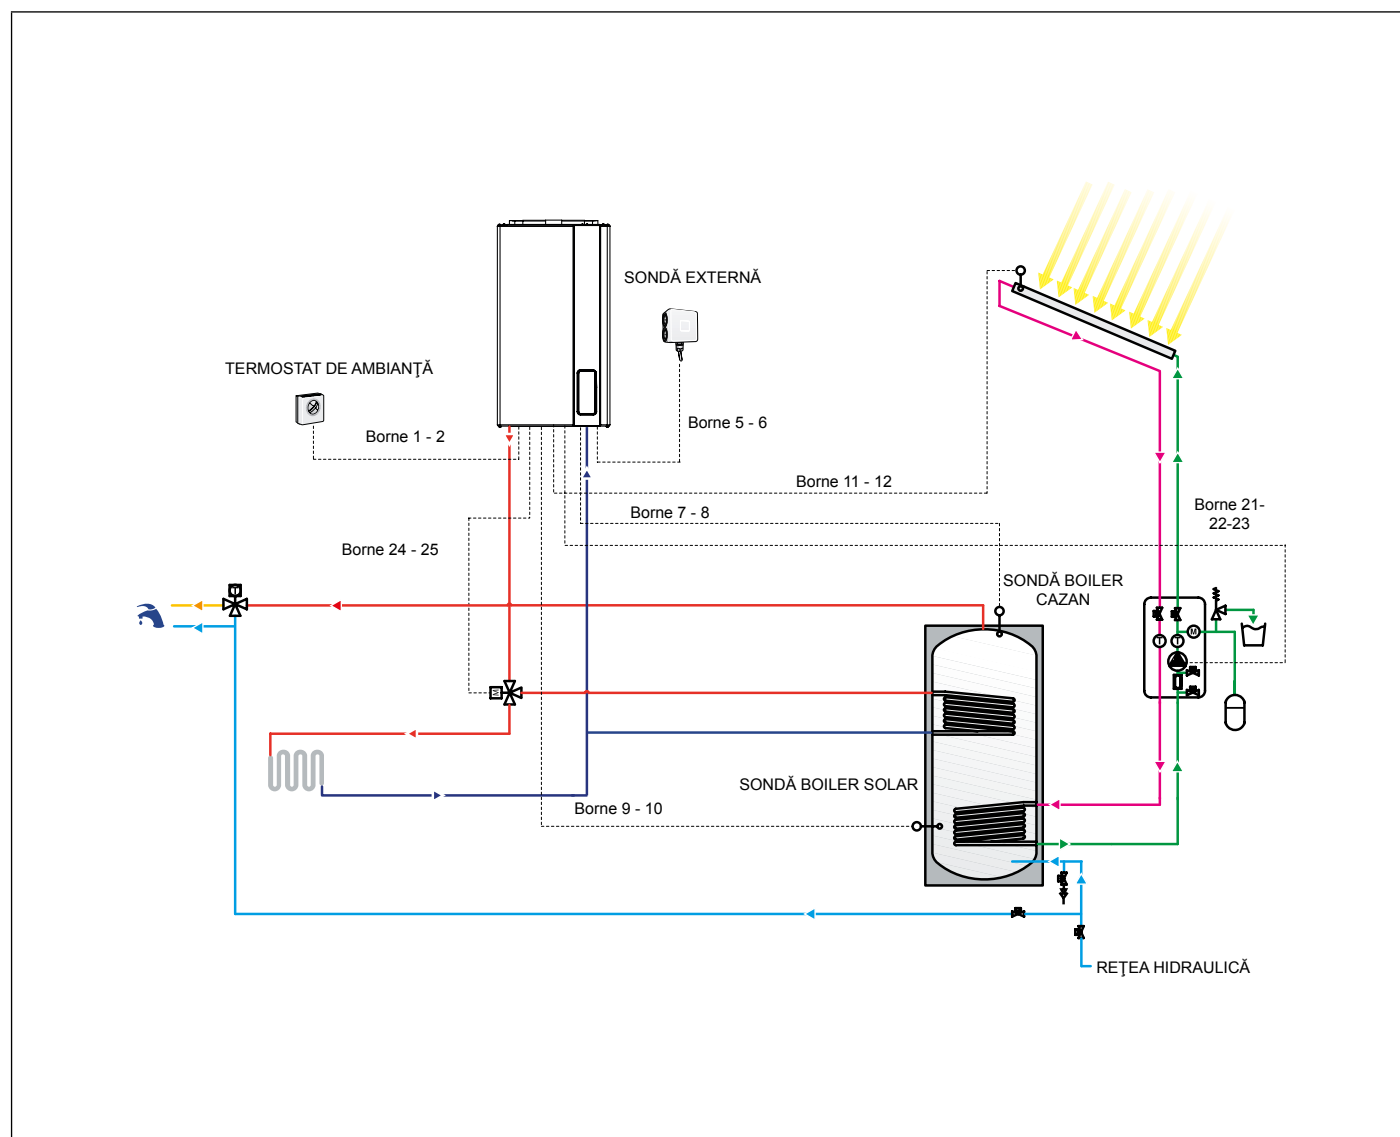 SONDĂ EXTERNĂ
TERMOSTAT DE AMBIANŢĂ
Borne 1 - 2
Borne 5 - 6
Borne 11 - 12
Borne 7 - 8
Borne 21-
22-23
Borne 24 - 25
SONDĂ BOILER
CAZAN
M
T T
M
SONDĂ BOILER SOLAR
Borne 9 - 10
REŢEA HIDRAULICĂ